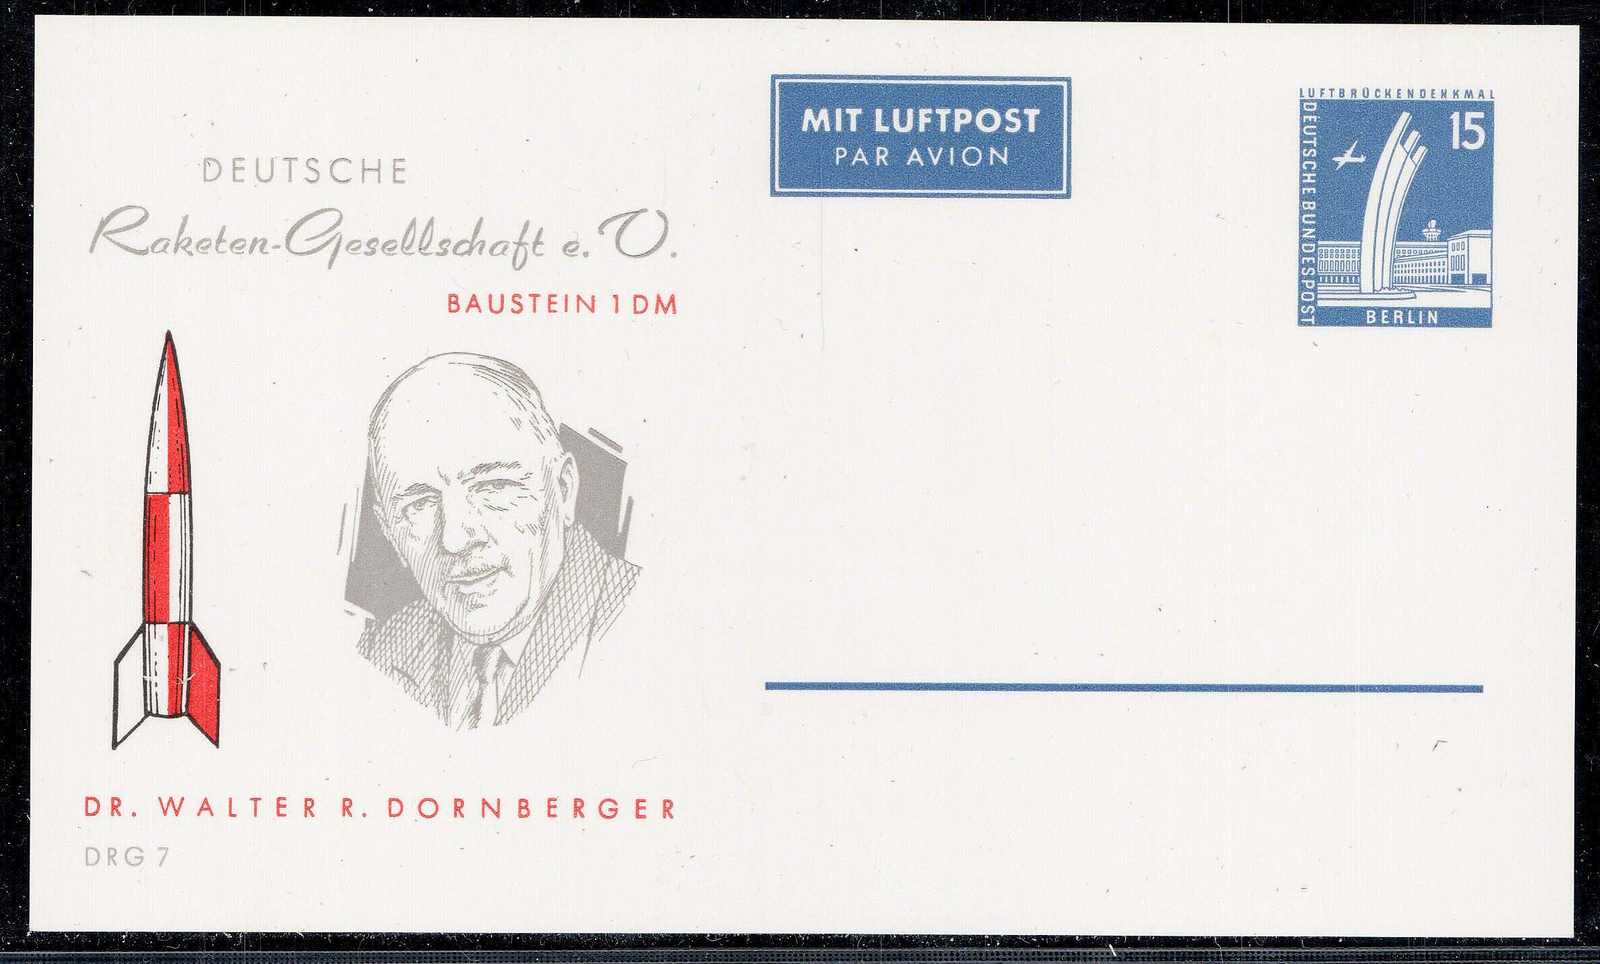 DEUTSCHE
Raketen-Gesellschaft e. V.
BAUSTEIN 1 DM
DR. WALTER R. DORNBERGER
DRG 7
MIT LUFTPOST
PAR AVION
LUFTBRÜCKENDENKMAL
DEUTSCHE BUNDESPOST
15
BERLIN